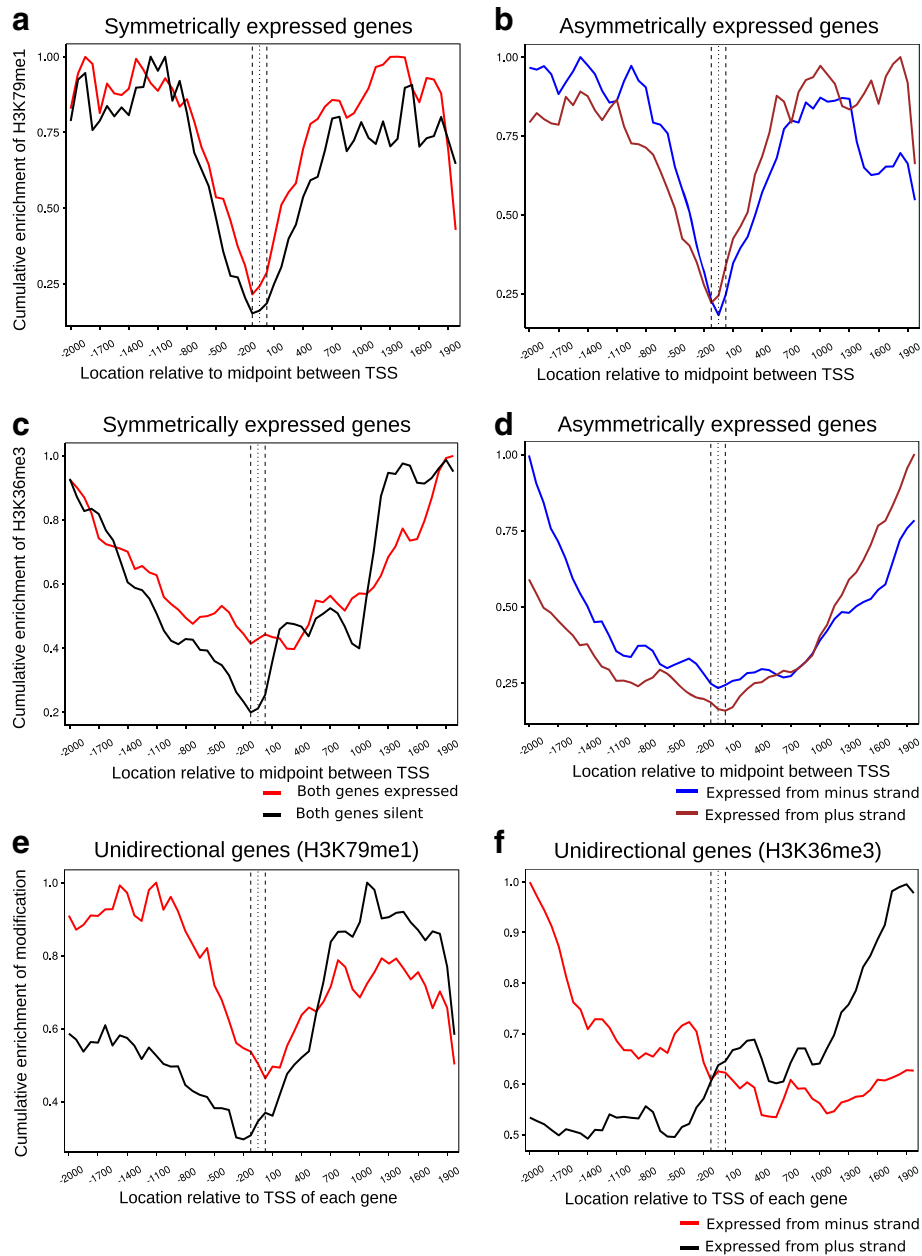 a
Symmetrically expressed genes
Cumulative enrichment of H3K79me1
1.00
0.75
0.50
0.25
-2000 -1700 -1400 -1100 -800 -500 -200 100 400 700 1000 1300 1600 1900
Location relative to midpoint between TSS
b
Asymmetrically expressed genes
1.00
0.75
0.50
0.25
-2000 -1700 -1400 -1100 -800 -500 -200 100 400 700 1000 1300 1600 1900
Location relative to midpoint between TSS
c
Symmetrically expressed genes
Cumulative enrichment of H3K36me3
1.0
0.8
0.6
0.4
0.2
-2000 -1700 -1400 -1100 -800 -500 -200 100 400 700 1000 1300 1600 1900
Location relative to midpoint between TSS
Both genes expressed
Both genes silent
d
Asymmetrically expressed genes
1.00
0.75
0.50
0.25
-2000 -1700 -1400 -1100 -800 -500 -200 100 400 700 1000 1300 1600 1900
Location relative to midpoint between TSS
Expressed from minus strand
Expressed from plus strand
e
Unidirectional genes (H3K79me1)
Cumulative enrichment of modification
1.0
0.8
0.6
0.4
-2000 -1700 -1400 -1100 -800 -500 -200 100 400 700 1000 1300 1600 1900
Location relative to TSS of each gene
f
Unidirectional genes (H3K36me3)
1.0
0.9
0.8
0.7
0.6
0.5
-2000 -1700 -1400 -1100 -800 -500 -200 100 400 700 1000 1300 1600 1900
Location relative to TSS of each gene
Expressed from minus strand
Expressed from plus strand